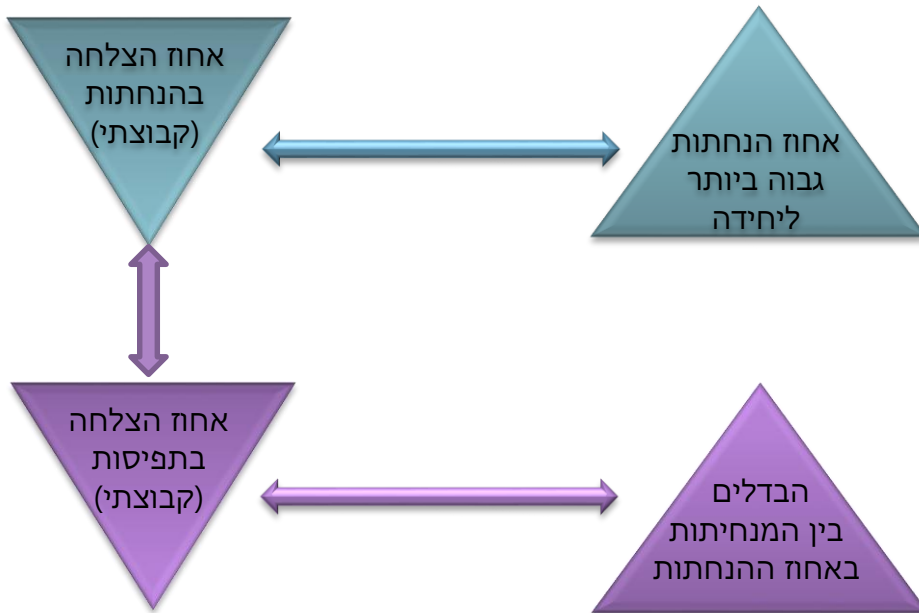 אחוז הצלחה
בהנחתות
(קבוצתי)
אחוז הנחתות
גבוה ביותר
ליחידה
אחוז הצלחה
בתפיסות
(קבוצתי)
הבדלים
בין המנחיתות
באחוז ההנחתות